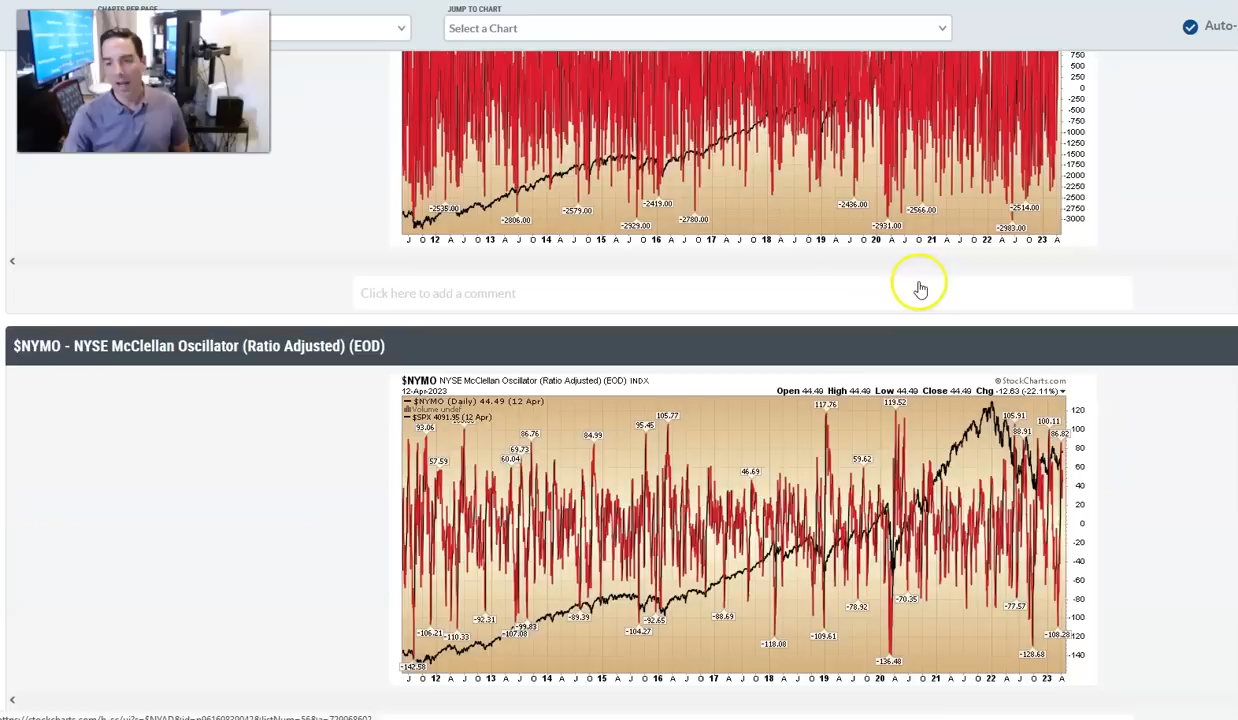 CHARTS PER PAGE
JUMP TO CHART
Select a Chart
Auto-
750
500
250
0
-250
-500
-750
-1000
-1250
-1500
-1750
-2000
-2250
-2500
-2750
-3000
-2535.00 -2806.00 -2579.00 -2929.00 -2419.00 -2780.00 -2436.00 -2931.00 -2566.00 -2983.00 -2514.00
J O 12 A J O 13 A J O 14 A J O 15 A J O 16 A J O 17 A J O 18 A J O 19 A J O 20 A J O 21 A J O 22 A J O 23 A
Click here to add a comment
$NYMO - NYSE McClellan Oscillator (Ratio Adjusted) (EOD)
$NYMO NYSE McClellan Oscillator (Ratio Adjusted) (EOD) INDX
© StockCharts.com
12-Apr-2023
Open 44.49 High 44.49 Low 44.49 Close 44.49 Chg -12.63 (-22.11%)
$NYMO (Daily) 44.49 (12 Apr)
Volume undef
$SPX 4091.95 (12 Apr)
93.06 57.59 60.04 69.73 86.76 84.99 95.45 105.77 46.69 117.76 59.62 119.52 105.91 88.91 100.11 86.82
120
100
80
60
40
20
0
-20
-40
-60
-80
-100
-120
-140
-142.58 -106.21 -110.33 -92.31 -107.08 -99.83 -89.39 -104.27 -92.65 -88.69 -118.08 -109.61 -78.92 -136.48 -70.35 -77.57 -128.68 -108.28
J O 12 A J O 13 A J O 14 A J O 15 A J O 16 A J O 17 A J O 18 A J O 19 A J O 20 A J O 21 A J O 22 A J O 23 A